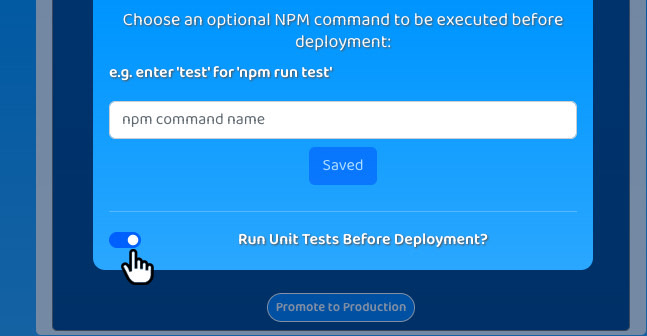 Choose an optional NPM command to be executed before
deployment:
e.g. enter 'test' for 'npm run test'
npm command name
Saved
Run Unit Tests Before Deployment?
Promote to Production